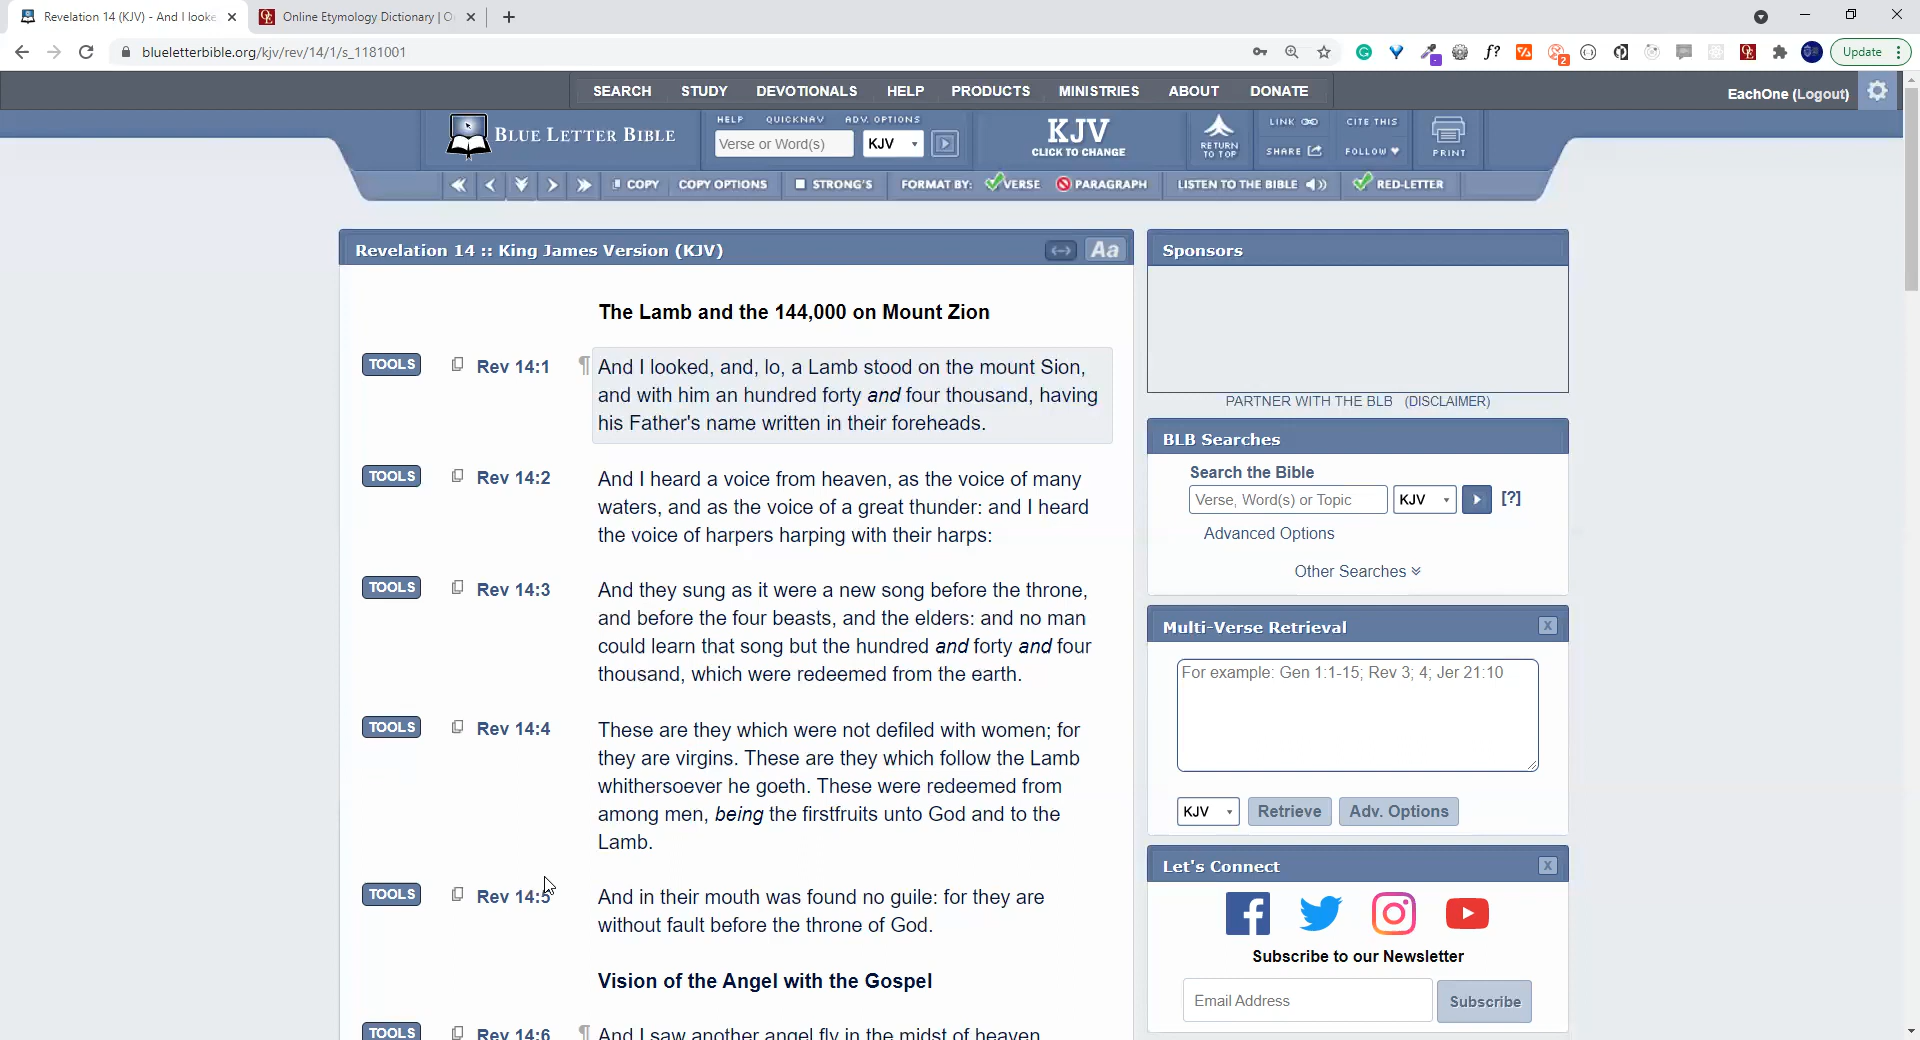 Revelation 14 (KJV) - And I looke
Online Etymology Dictionary | O
blueletterbible.org/kjv/rev/14/1/s_1181001
Update
SEARCH STUDY DEVOTIONALS HELP PRODUCTS MINISTRIES ABOUT DONATE
EachOne (Logout)
BLUE LETTER BIBLE
HELP QUICKNAV ADV. OPTIONS
Verse or Word(s) KJV
KJV
CLICK TO CHANGE
RETURN
TO TOP
LINK CITE THIS
SHARE FOLLOW
PRINT
COPY COPY OPTIONS STRONG'S FORMAT BY: VERSE PARAGRAPH LISTEN TO THE BIBLE RED-LETTER
Revelation 14 :: King James Version (KJV)
Aa
The Lamb and the 144,000 on Mount Zion
TOOLS Rev 14:1 ¶ And I looked, and, lo, a Lamb stood on the mount Sion,
and with him an hundred forty and four thousand, having
his Father's name written in their foreheads.
TOOLS Rev 14:2 And I heard a voice from heaven, as the voice of many
waters, and as the voice of a great thunder: and I heard
the voice of harpers harping with their harps:
TOOLS Rev 14:3 And they sung as it were a new song before the throne,
and before the four beasts, and the elders: and no man
could learn that song but the hundred and forty and four
thousand, which were redeemed from the earth.
TOOLS Rev 14:4 These are they which were not defiled with women; for
they are virgins. These are they which follow the Lamb
whithersoever he goeth. These were redeemed from
among men, being the firstfruits unto God and to the
Lamb.
TOOLS Rev 14:5 And in their mouth was found no guile: for they are
without fault before the throne of God.
Vision of the Angel with the Gospel
TOOLS Rev 14:6 ¶ And I saw another angel fly in the midst of heaven
Sponsors
PARTNER WITH THE BLB (DISCLAIMER)
BLB Searches
Search the Bible
Verse, Word(s) or Topic KJV [?]
Advanced Options
Other Searches
Multi-Verse Retrieval X
For example: Gen 1:1-15; Rev 3; 4; Jer 21:10
KJV Retrieve Adv. Options
Let's Connect X
Subscribe to our Newsletter
Email Address Subscribe